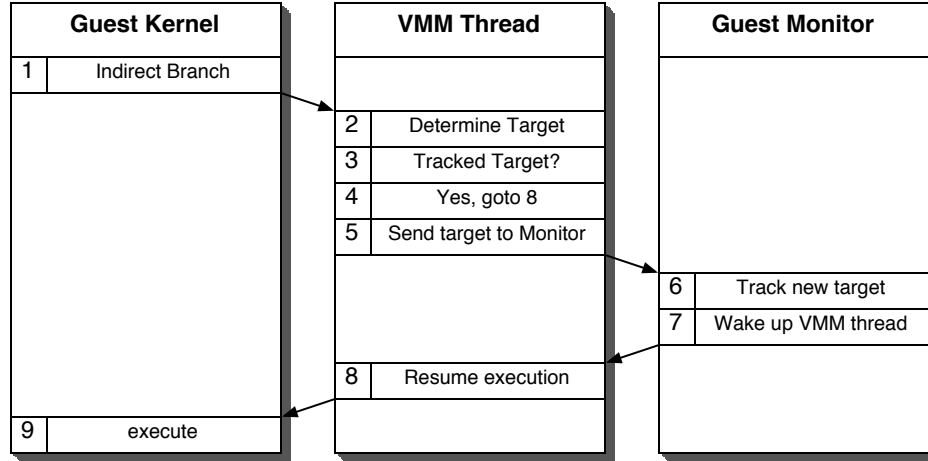 Guest Kernel
VMM Thread
Guest Monitor
1 Indirect Branch
2 Determine Target
3 Tracked Target?
4 Yes, goto 8
5 Send target to Monitor
6 Track new target
7 Wake up VMM thread
8 Resume execution
9 execute